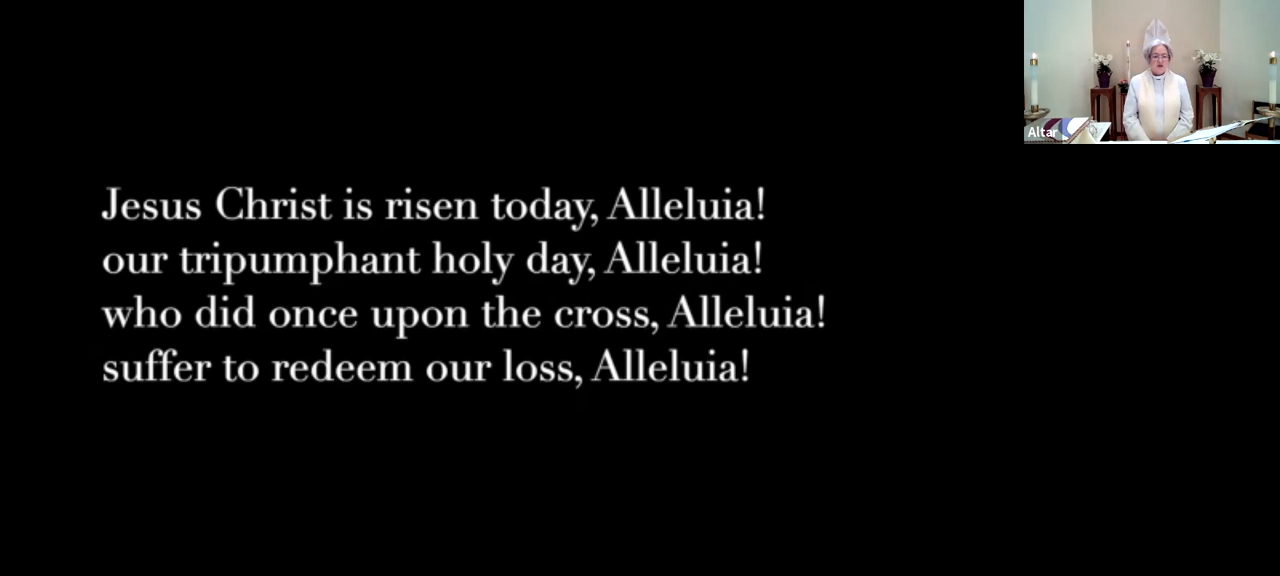 Jesus Christ is risen today, Alleluia!
our tripumphant holy day, Alleluia!
who did once upon the cross, Alleluia!
suffer to redeem our loss, Alleluia!
Altar